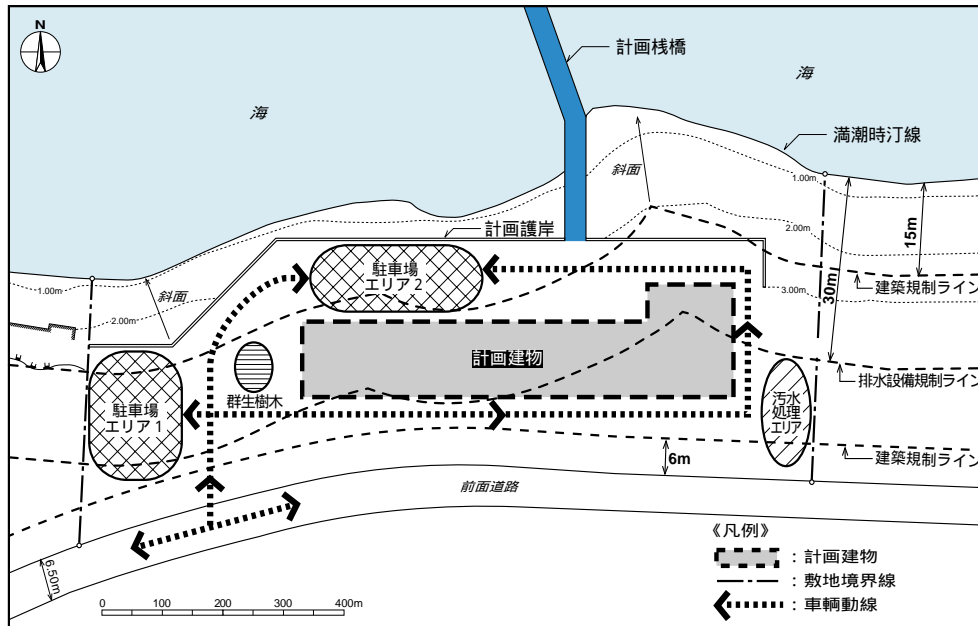 N
計画桟橋
海
海
満潮時汀線
斜面
1.00m
2.00m
15m
計画護岸
駐車場
エリア2
30m
建築規制ライン
3.00m
1.00m
斜面
2.00m
計画建物
排水設備規制ライン
群生樹木
駐車場
エリア1
汚水
処理
エリア
6m
建築規制ライン
前面道路
6.50m
0 100 200 300 400m
《凡例》
：計画建物
：敷地境界線
：車輌動線